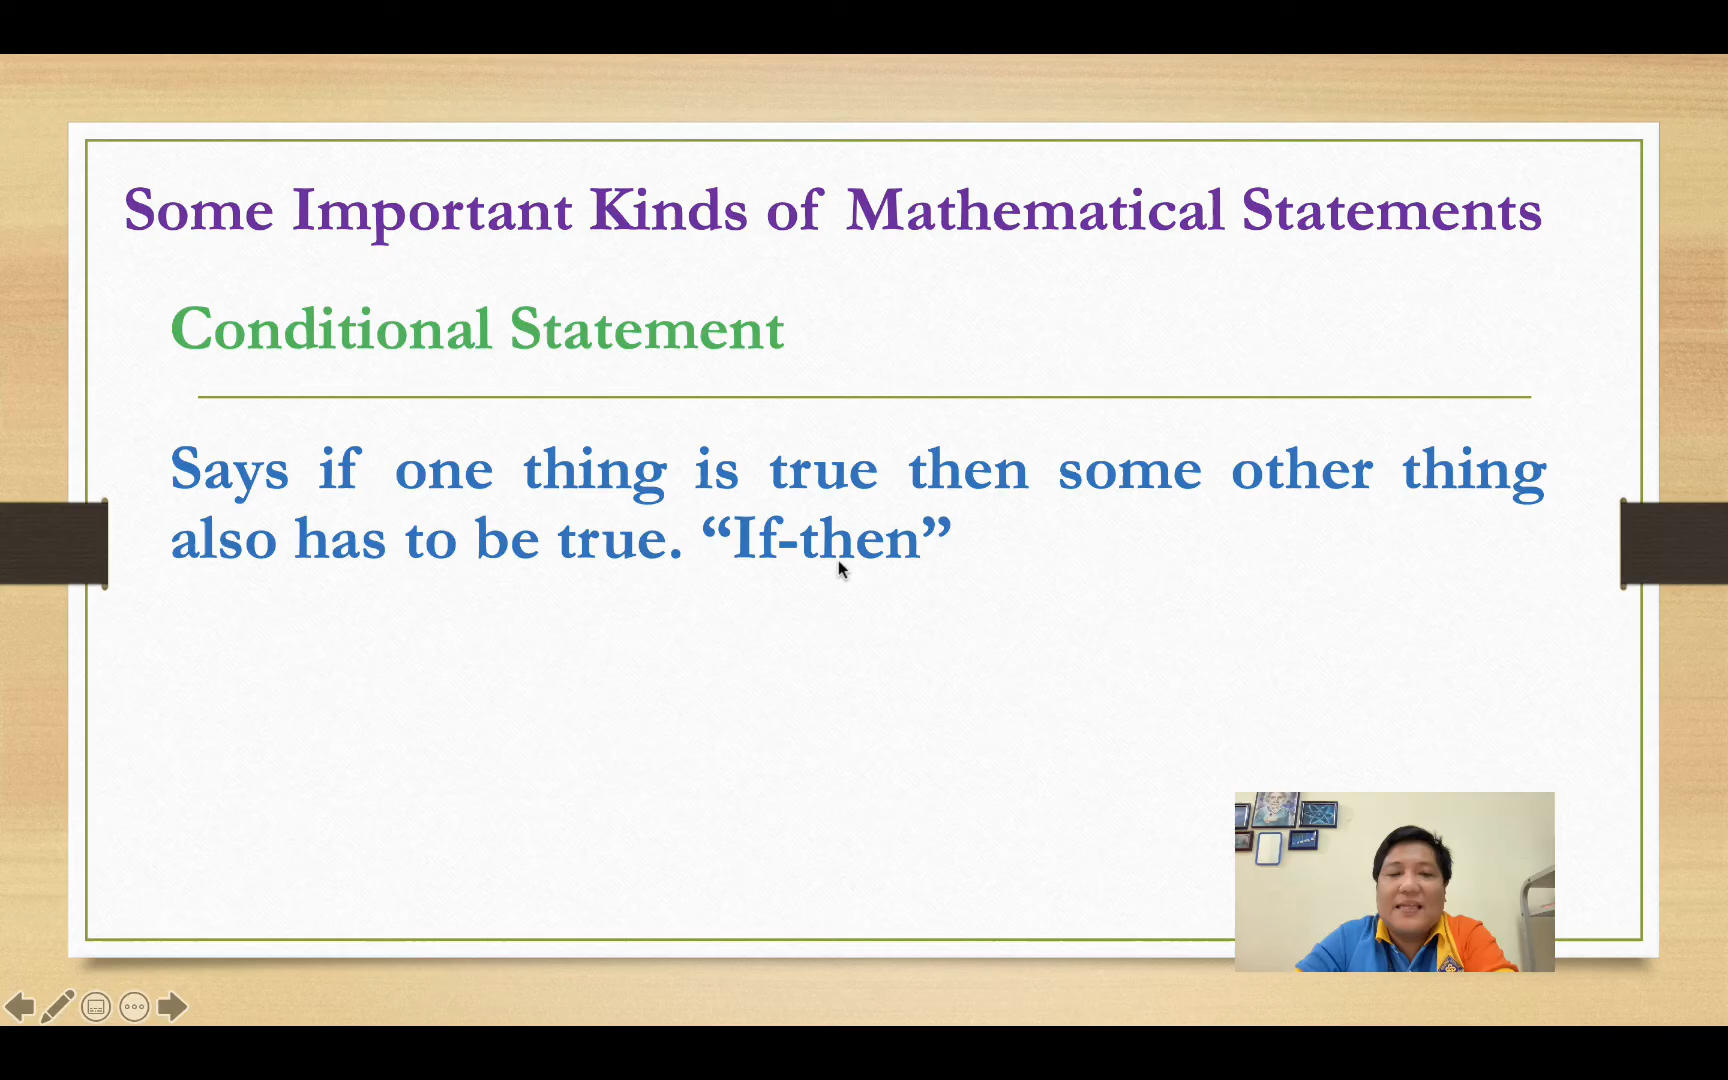 Some Important Kinds of Mathematical Statements
Conditional Statement
Says if one thing is true then some other thing
also has to be true. “If-then”